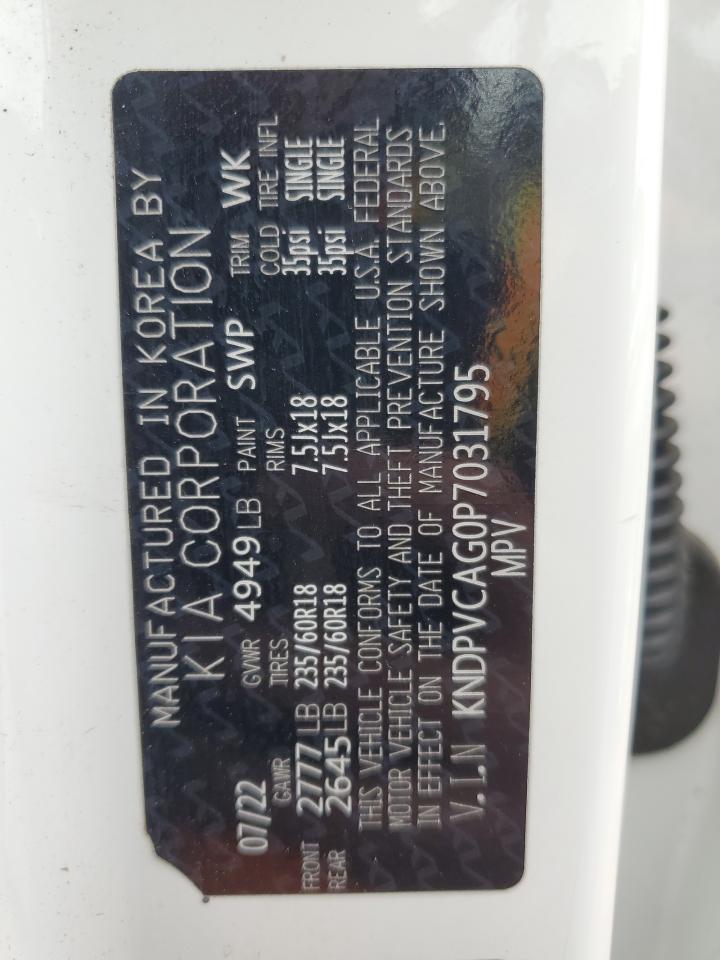 MANUFACTURED IN KOREA BY
KIA CORPORATION
07/22 GVWR 4949LB PAINT SWP TRIM WK
GAWR TIRES RIMS COLD TIRE INFL
FRONT 2777LB 235/60R18 7.5Jx18 35psi SINGLE
REAR 2645LB 235/60R18 7.5Jx18 35psi SINGLE
THIS VEHICLE CONFORMS TO ALL APPLICABLE U.S.A. FEDERAL
MOTOR VEHICLE SAFETY AND THEFT PREVENTION STANDARDS
IN EFFECT ON THE DATE OF MANUFACTURE SHOWN ABOVE.
V.I.N KNDPVCAG0P7031795
MPV